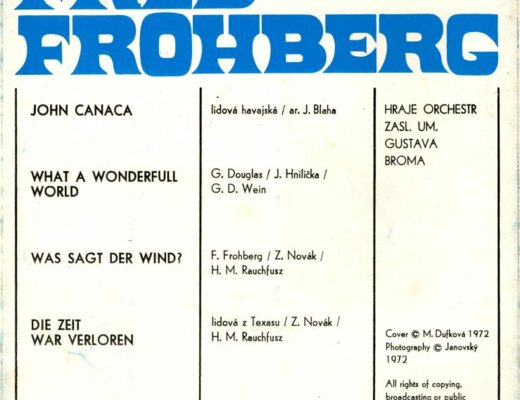 FROHBERG
JOHN CANACA
lidová havajská / ar. J. Blaha
WHAT A WONDERFULL
WORLD
G. Douglas / J. Hnilička /
G. D. Wein
WAS SAGT DER WIND?
F. Frohberg / Z. Novák /
H. M. Rauchfusz
DIE ZEIT
WAR VERLOREN
lidová z Texasu / Z. Novák /
H. M. Rauchfusz
HRAJE ORCHESTR
ZASL. UM.
GUSTAVA
BROMA
Cover © M. Dufková 1972
Photography © Janovský
1972
All rights of copying,
broadcasting or public